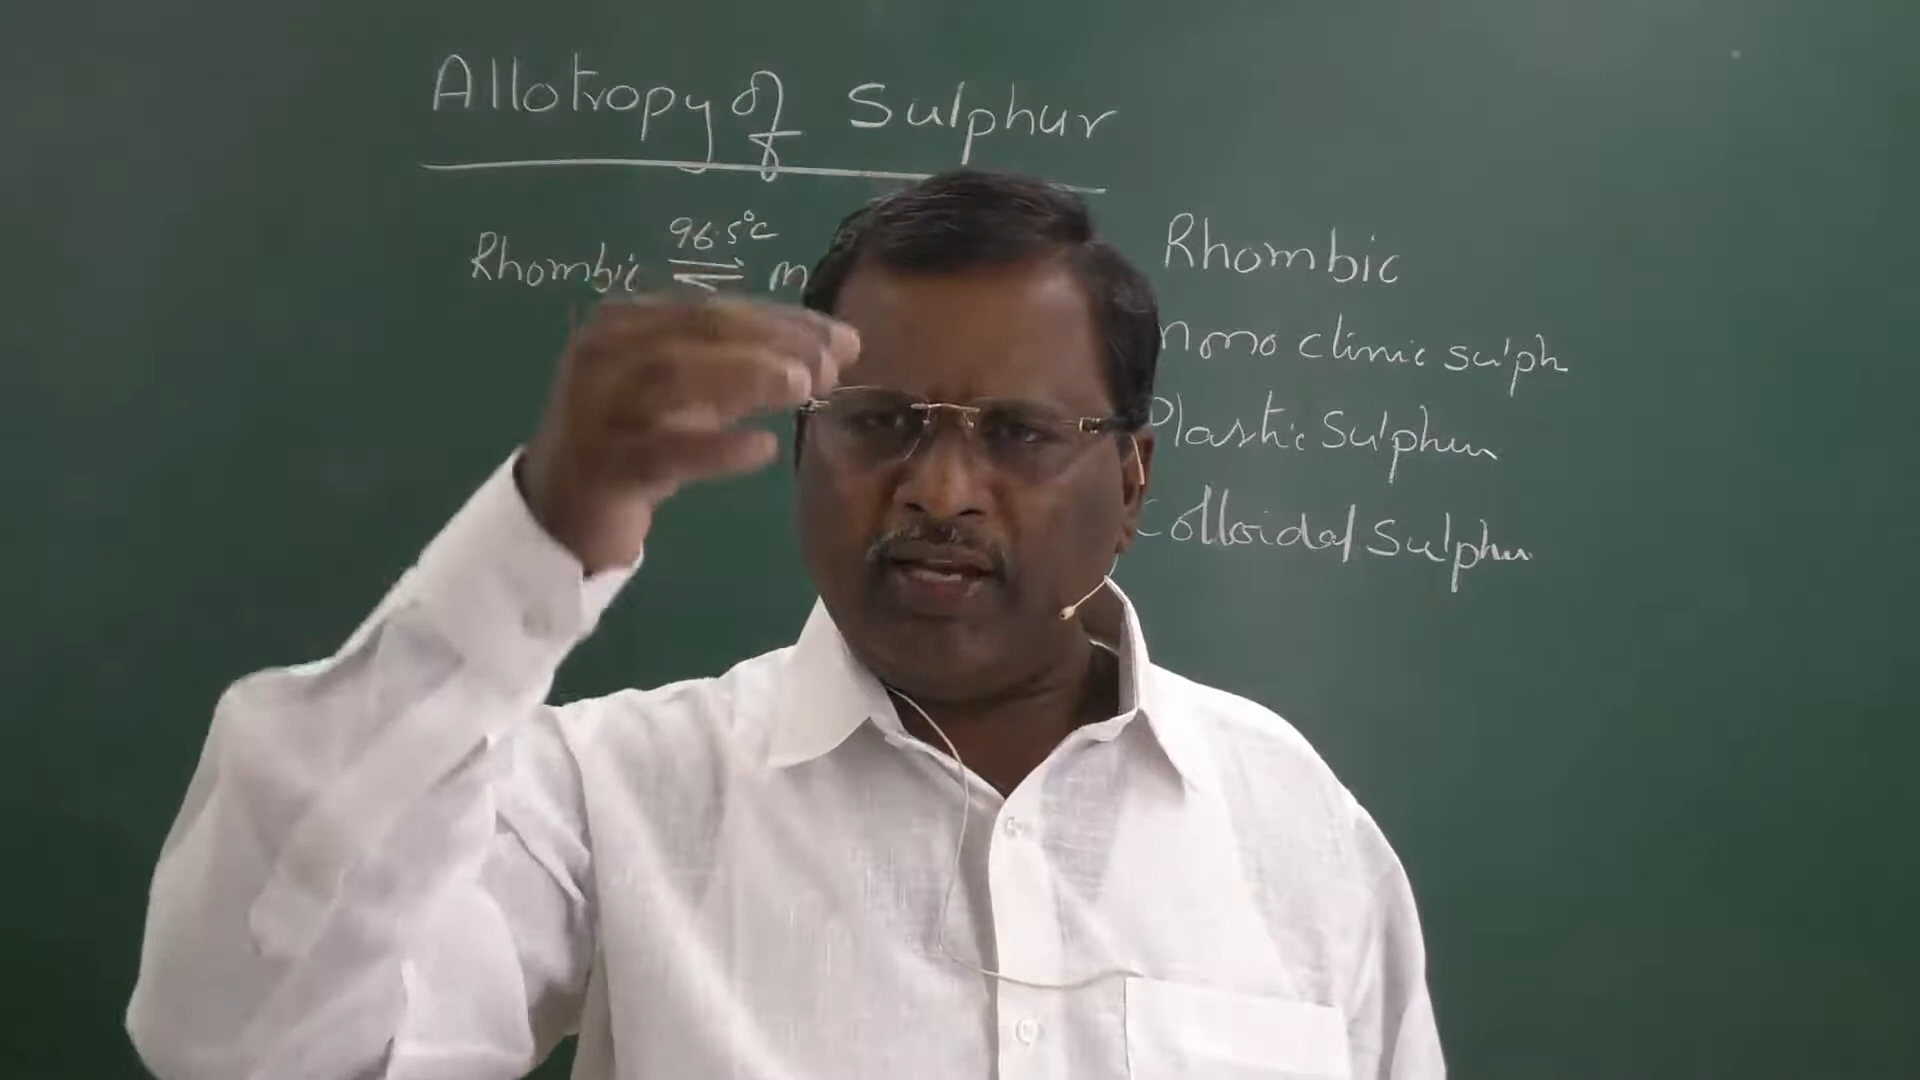 Allotropy of Sulphur
96.5°c
Rhombic ⇌ m
Rhombic
mono clinic sulph
Plastic Sulphur
Colloidal Sulphur